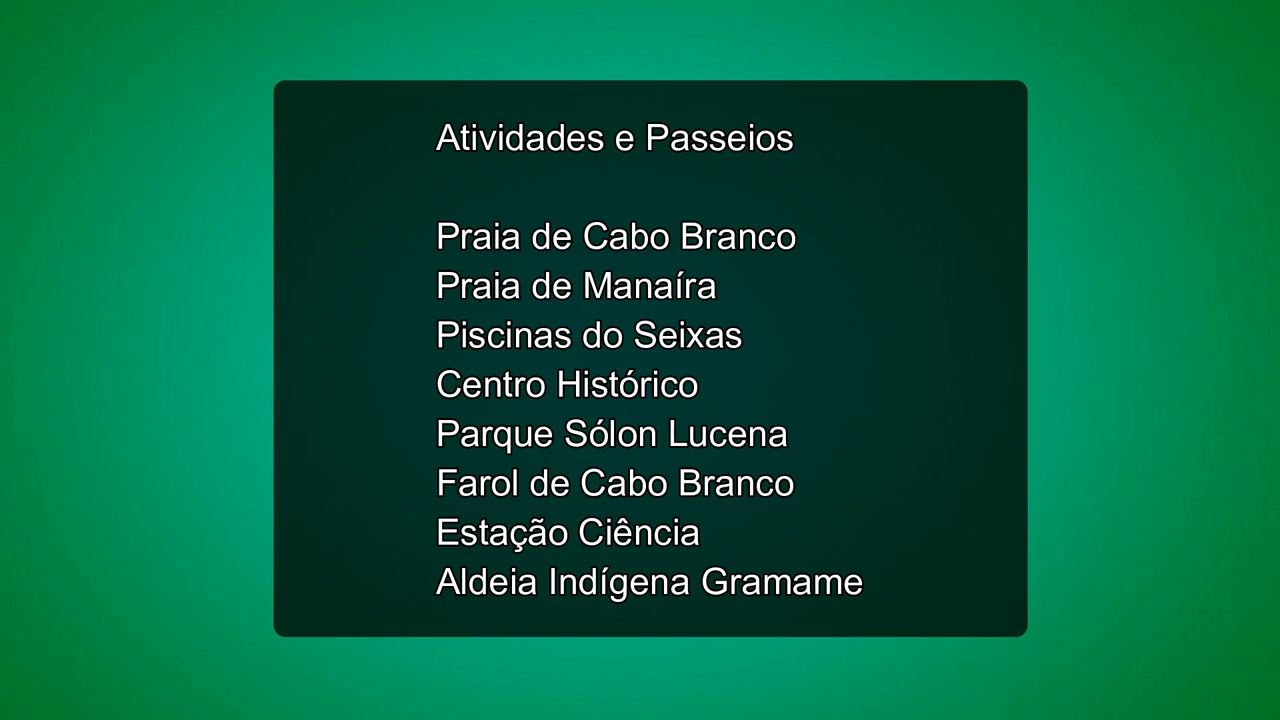 Atividades e Passeios
Praia de Cabo Branco
Praia de Manaíra
Piscinas do Seixas
Centro Histórico
Parque Sólon Lucena
Farol de Cabo Branco
Estação Ciência
Aldeia Indígena Gramame